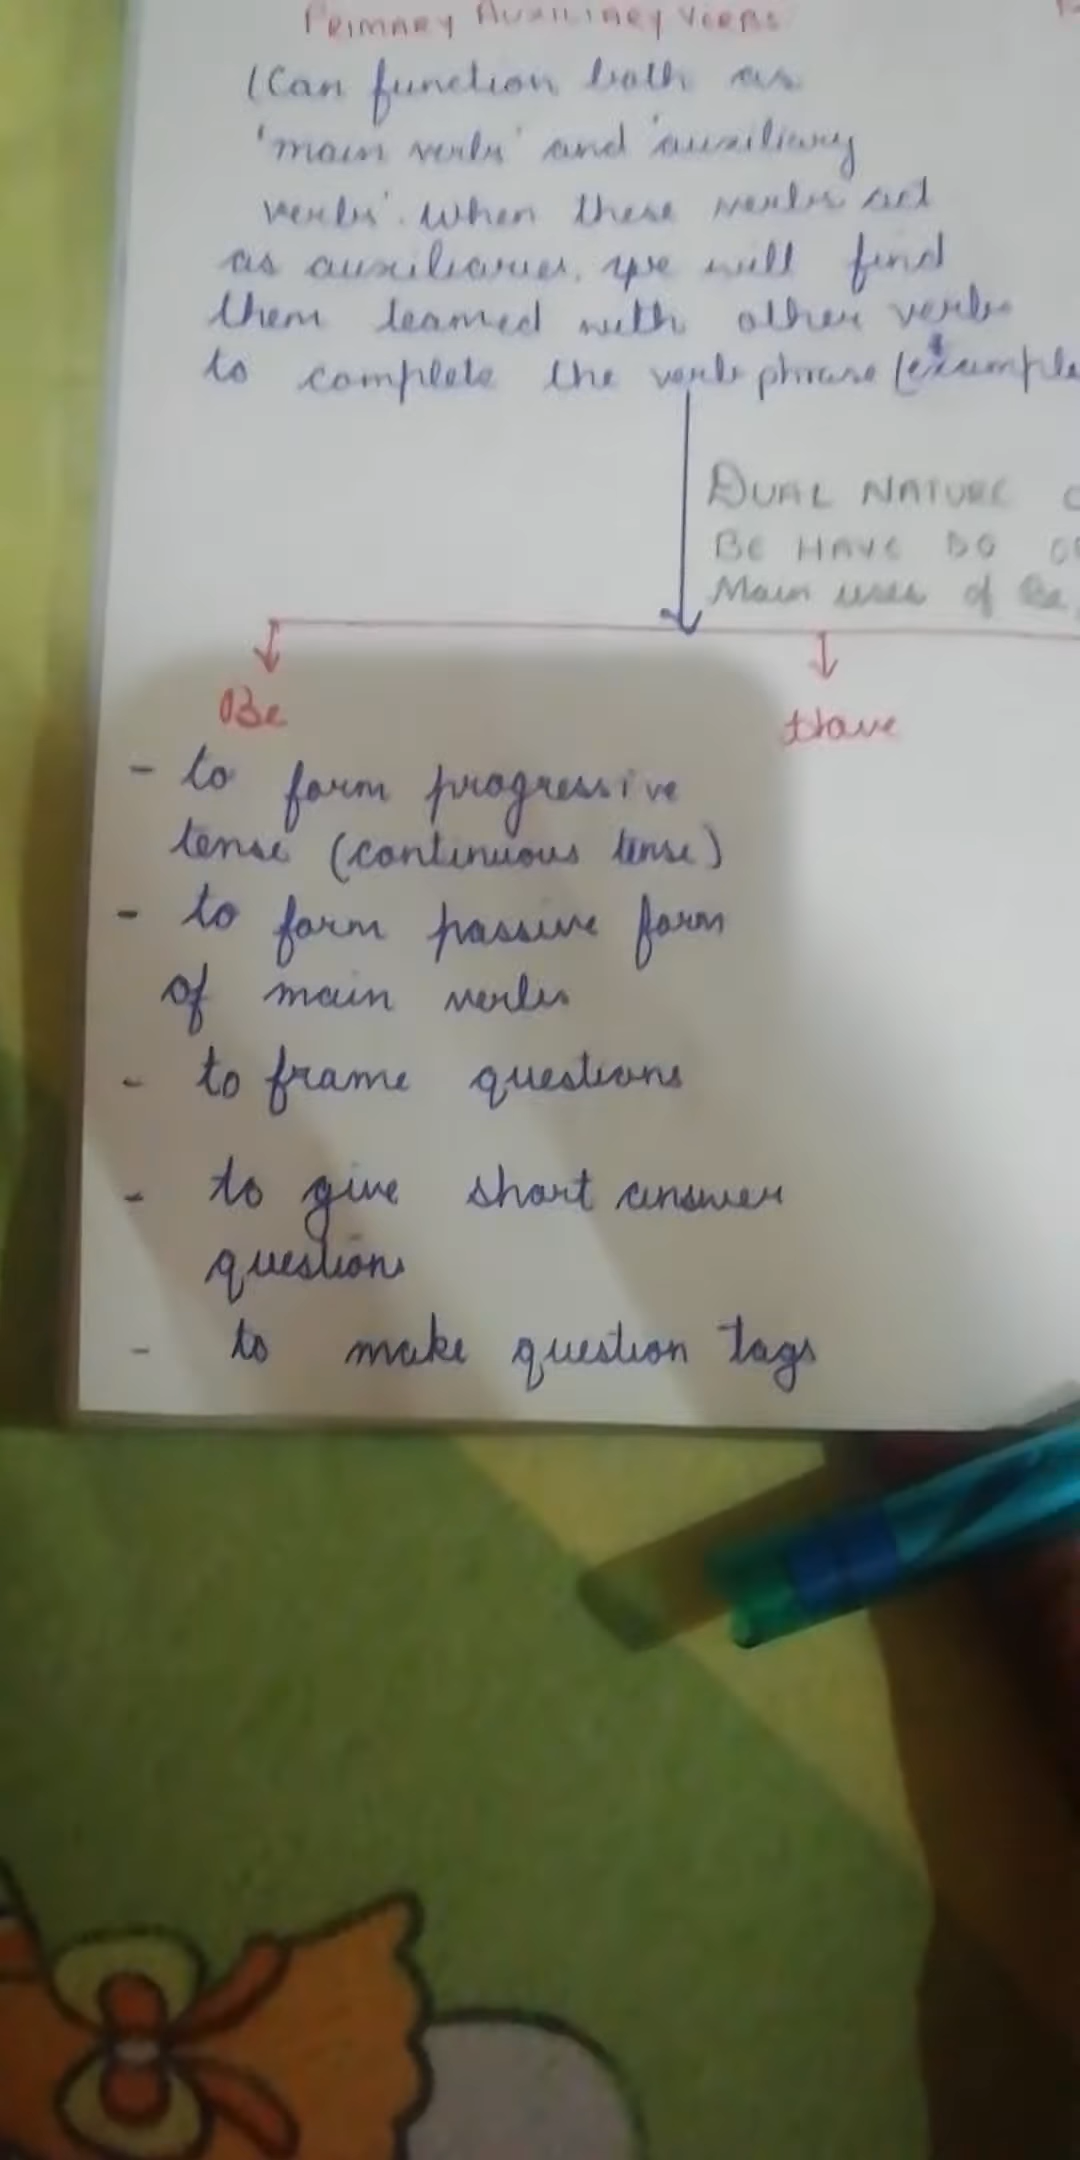 PRIMARY AUXILIARY VERBS
(Can function both as
'main verbs' and 'auxiliary
verbs'. When these verbs act
as auxiliaries, we will find
them teamed with other verbs
to complete the verb phrase (example
DUAL NATURE
BE HAVE DO
Main uses of Be,
Be
Have
- to form progressive
tense (continuous tense)
- to form passive form
of main verbs
- to frame questions
- to give short answer
question
- to make question tags